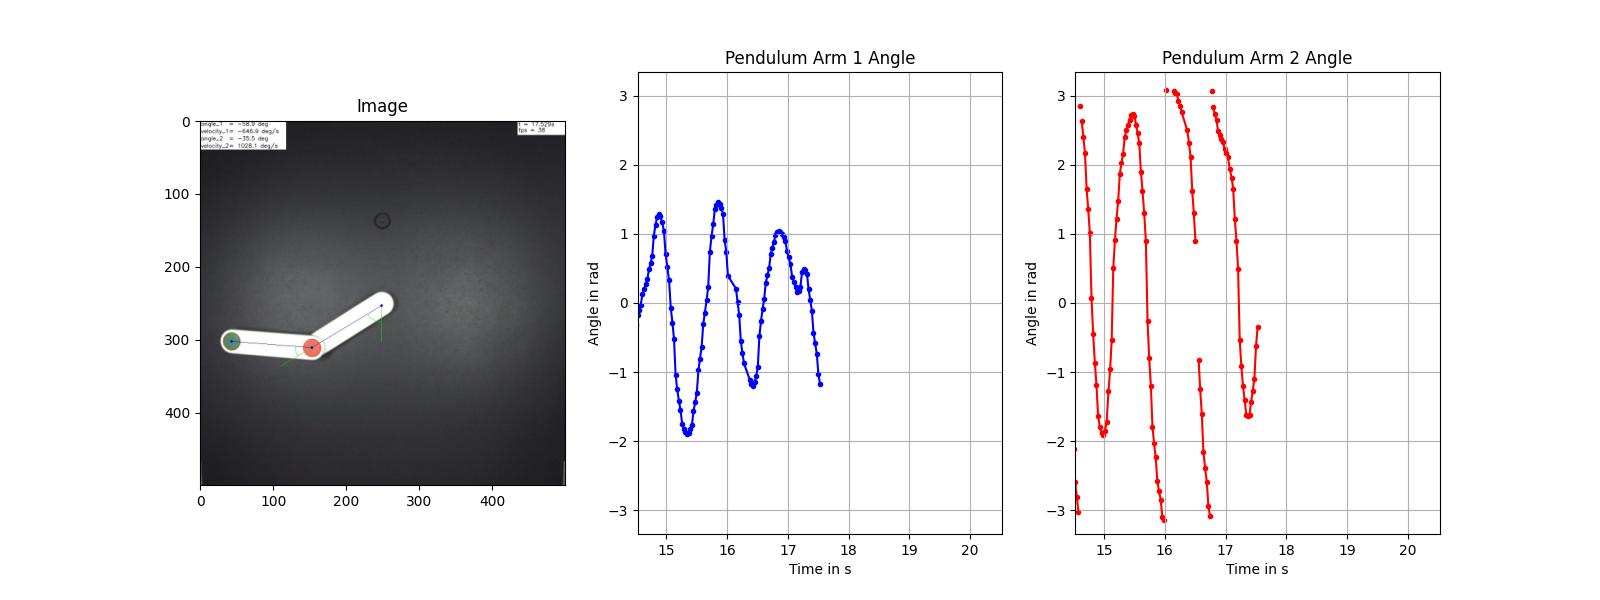 Image
Pendulum Arm 1 Angle
Pendulum Arm 2 Angle
angle_1 = -58.9 deg
velocity_1= -646.9 deg/s
angle_2 = -35.5 deg
velocity_2= 1028.1 deg/s
t = 17.529s
fps = 38
0
100
200
300
400
0 100 200 300 400
Angle in rad
3
2
1
0
−1
−2
−3
15 16 17 18 19 20
Time in s
Angle in rad
3
2
1
0
−1
−2
−3
15 16 17 18 19 20
Time in s